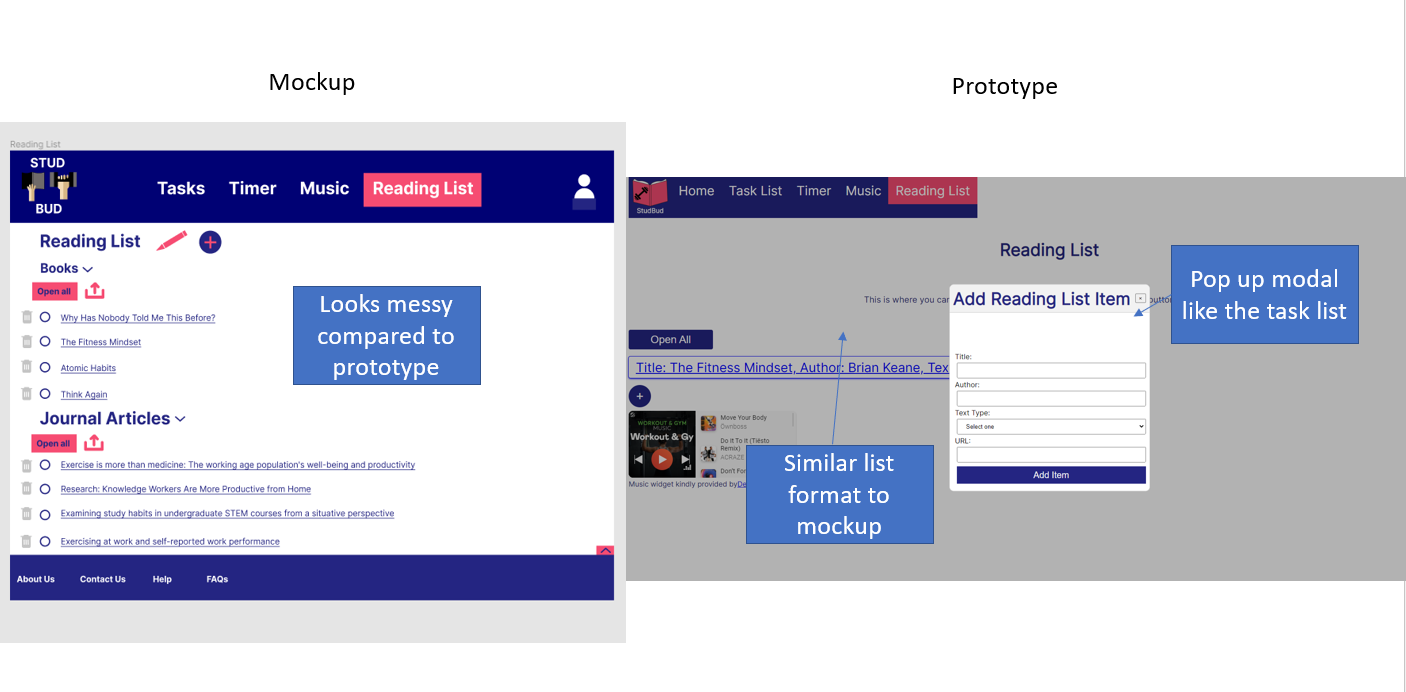 Mockup
Prototype
Reading List
STUD
BUD
Tasks Timer Music Reading List
Reading List
Books
Open all
Why Has Nobody Told Me This Before?
The Fitness Mindset
Atomic Habits
Think Again
Journal Articles
Open all
Exercise is more than medicine: The working age population's well-being and productivity
Research: Knowledge Workers Are More Productive from Home
Examining study habits in undergraduate STEM courses from a situative perspective
Exercising at work and self-reported work performance
About Us Contact Us Help FAQs
Looks messy
compared to
prototype
StudBud
Home Task List Timer Music Reading List
Reading List
This is where you can
Open All
Title: The Fitness Mindset, Author: Brian Keane, Tex
+
WORKOUT & GYM
MUSIC
Workout & Gy
Move Your Body
Ownboss
Do It To It (Tiësto
Remix)
ACRAZE
Don't For
Music widget kindly provided by De
Similar list
format to
mockup
Add Reading List Item
Title:
Author:
Text Type:
Select one
URL:
Add Item
Pop up modal
like the task list